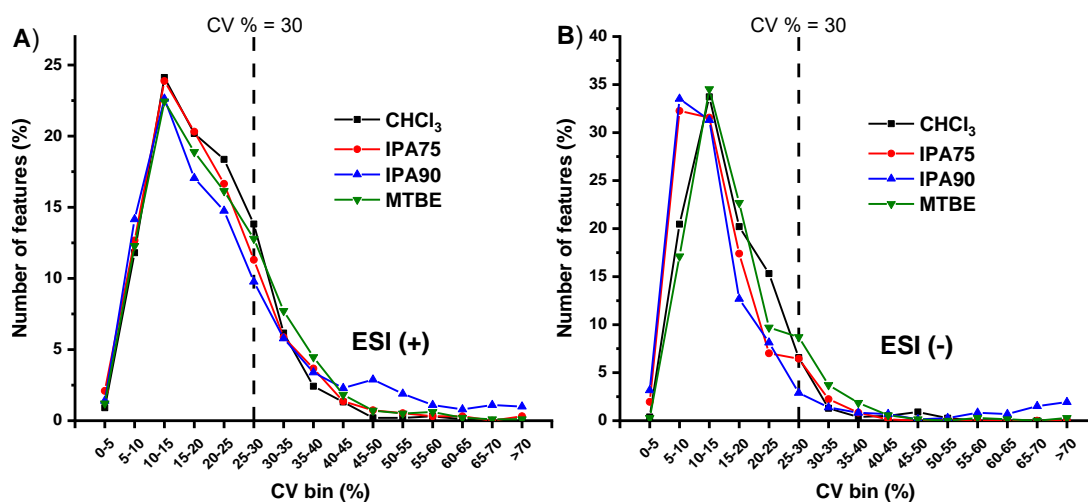 A)
CV % = 30
Number of features (%)
25
20
15
10
5
0
CHCl₃
IPA75
IPA90
MTBE
ESI (+)
0-5
5-10
10-15
15-20
20-25
25-30
30-35
35-40
40-45
45-50
50-55
55-60
60-65
65-70
>70
CV bin (%)
B)
CV % = 30
Number of features (%)
40
35
30
25
20
15
10
5
0
CHCl₃
IPA75
IPA90
MTBE
ESI (-)
0-5
5-10
10-15
15-20
20-25
25-30
30-35
35-40
40-45
45-50
50-55
55-60
60-65
65-70
>70
CV bin (%)